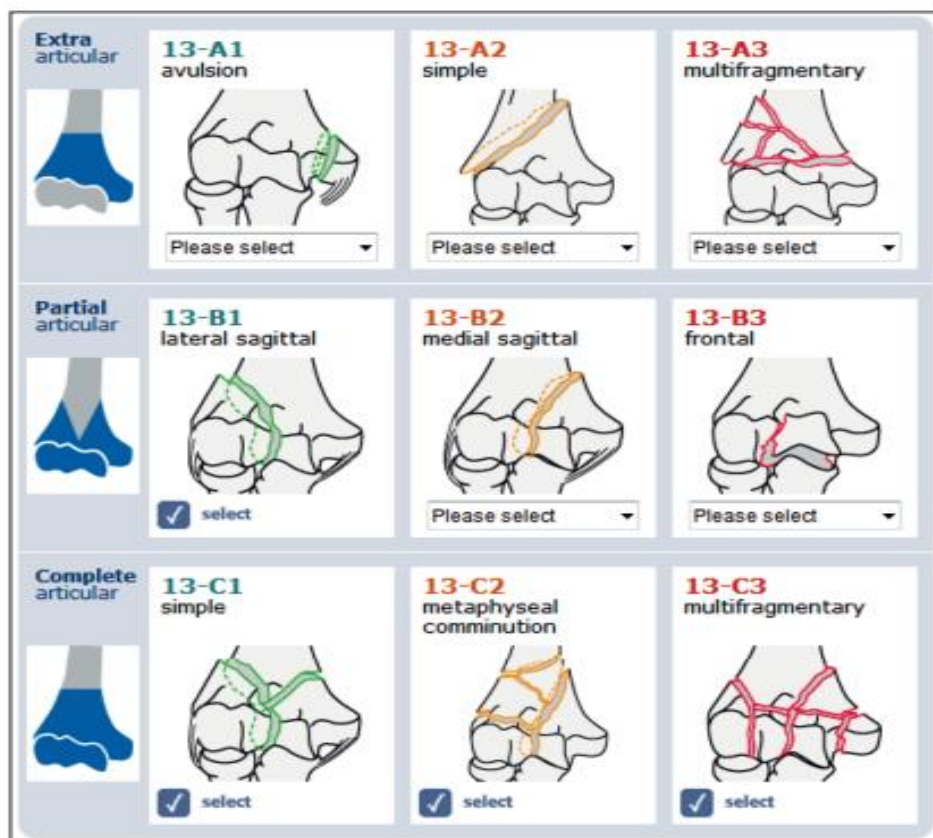 Extra
articular
13-A1
avulsion
Please select
13-A2
simple
Please select
13-A3
multifragmentary
Please select
Partial
articular
13-B1
lateral sagittal
select
13-B2
medial sagittal
Please select
13-B3
frontal
Please select
Complete
articular
13-C1
simple
select
13-C2
metaphyseal
comminution
select
13-C3
multifragmentary
select